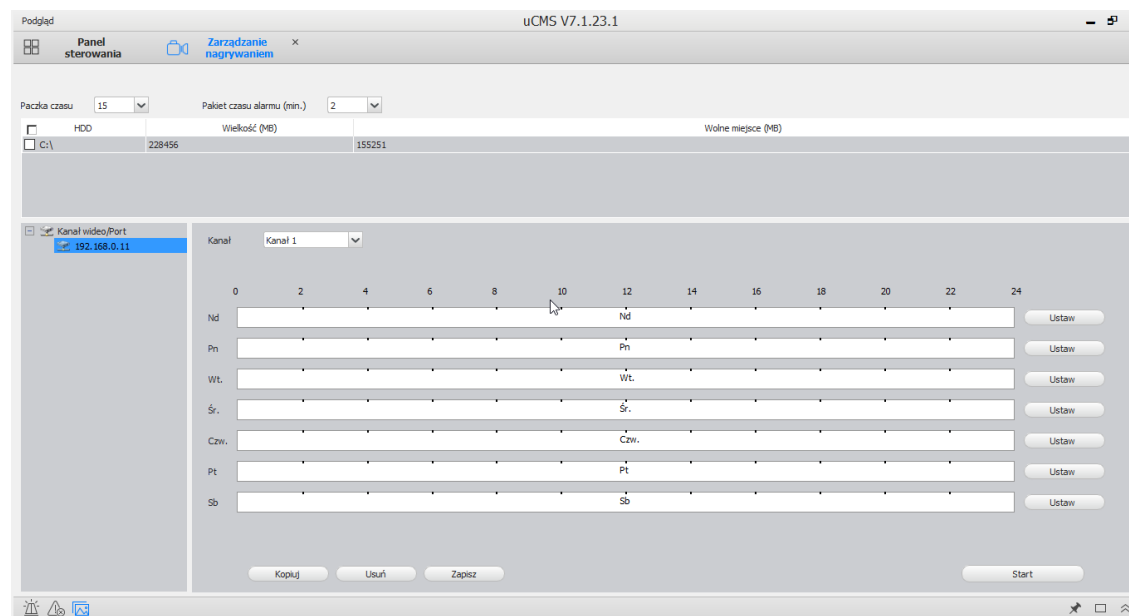 Podgląd uCMS V7.1.23.1
Panel sterowania Zarządzanie nagrywaniem ×
Paczka czasu 15 Pakiet czasu alarmu (min.) 2
HDD Wielkość (MB) Wolne miejsce (MB)
C:\ 228456 155251
Kanał wideo/Port
192.168.0.11
Kanał Kanał 1
0 2 4 6 8 10 12 14 16 18 20 22 24
Nd Nd Ustaw
Pn Pn Ustaw
Wt. Wt. Ustaw
Śr. Śr. Ustaw
Czw. Czw. Ustaw
Pt Pt Ustaw
Sb Sb Ustaw
Kopiuj Usuń Zapisz Start